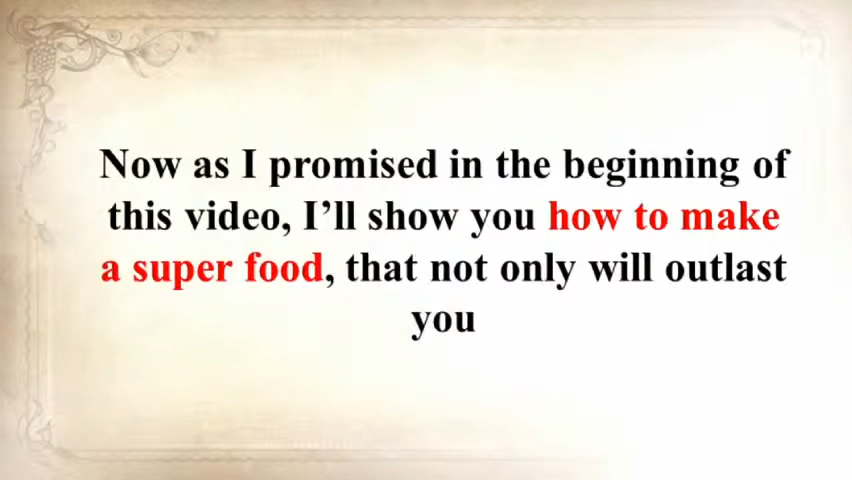 Now as I promised in the beginning of
this video, I’ll show you how to make
a super food, that not only will outlast
you